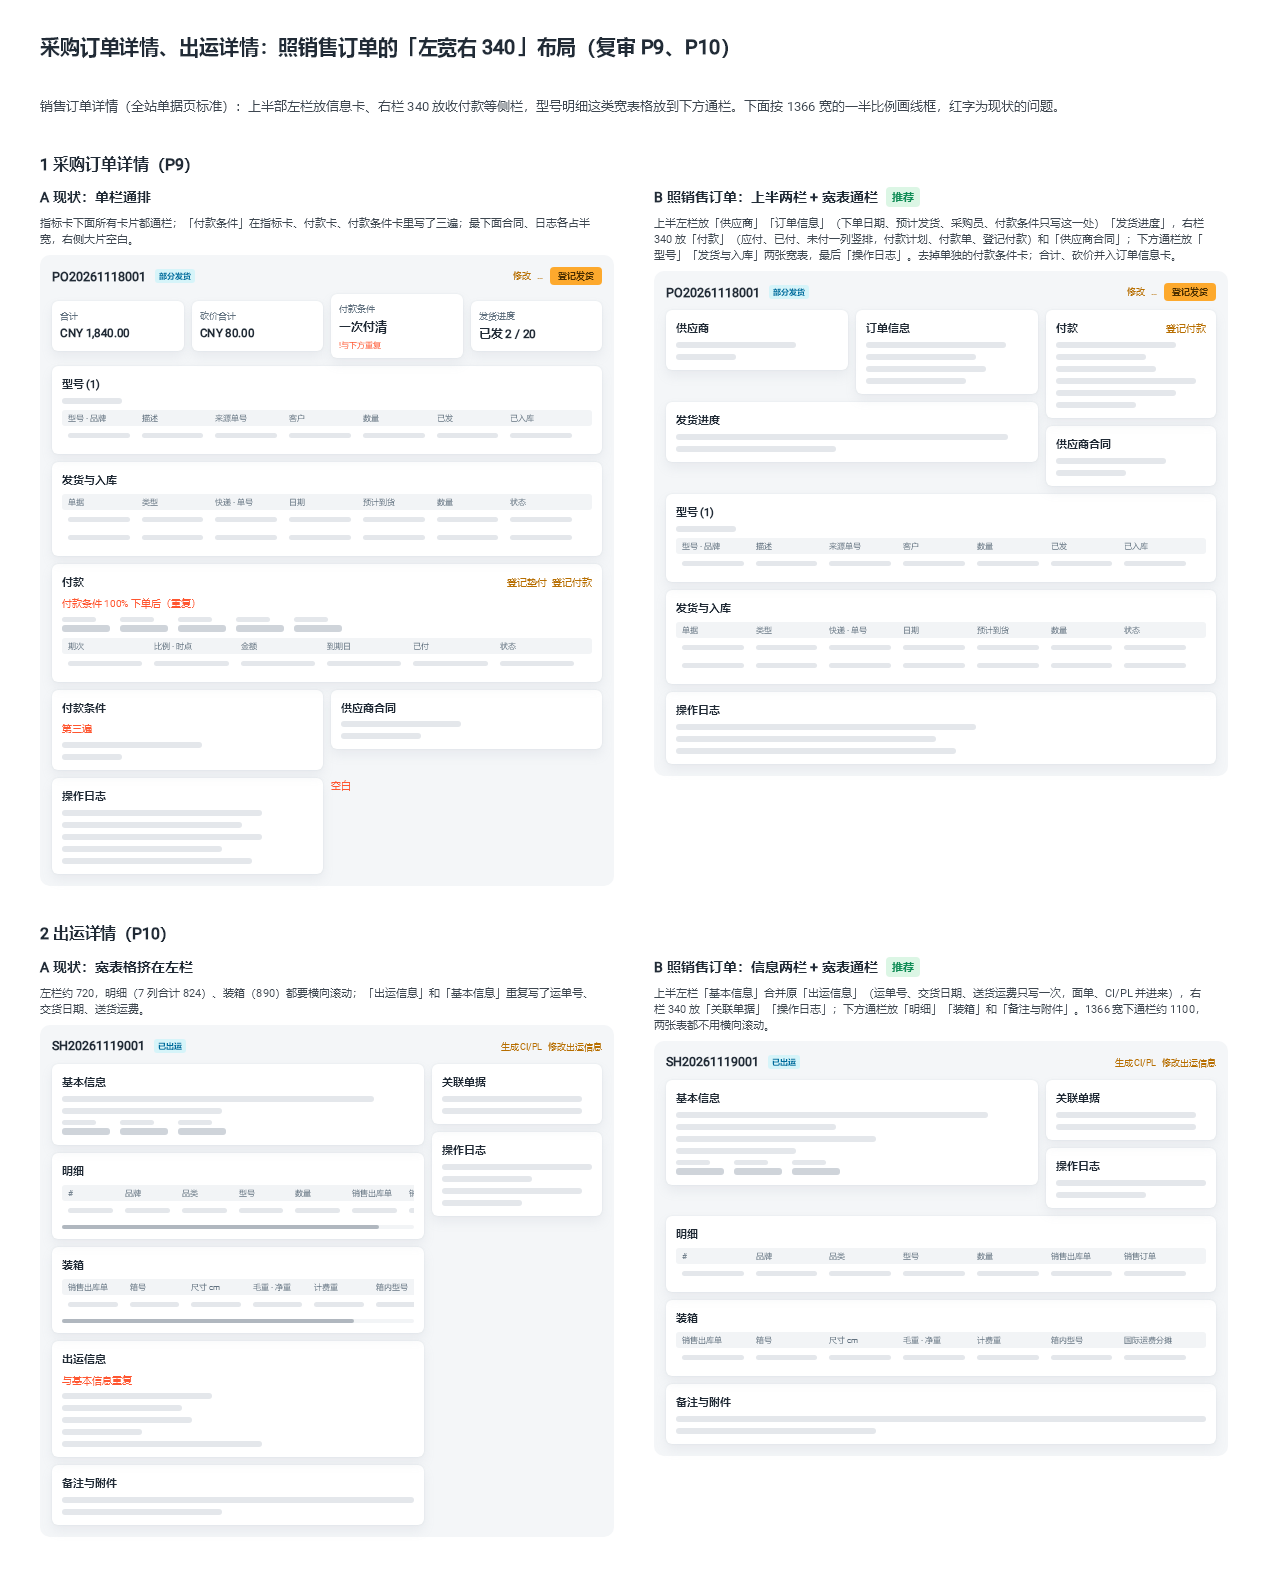 采购订单详情、出运详情：照销售订单的「左宽右 340」布局（复审 P9、P10）
销售订单详情（全站单据页标准）：上半部左栏放信息卡、右栏 340 放收付款等侧栏，型号明细这类宽表格放到下方通栏。下面按 1366 宽的一半比例画线框，红字为现状的问题。
1 采购订单详情（P9）
A 现状：单栏通排
指标卡下面所有卡片都通栏；「付款条件」在指标卡、付款卡、付款条件卡里写了三遍；最下面合同、日志各占半
宽，右侧大片空白。
PO20261118001 部分发货 修改 … 登记发货
合计
CNY 1,840.00
砍价合计
CNY 80.00
付款条件
一次付清
!与下方重复
发货进度
已发 2 / 20
型号 (1)
型号 · 品牌 描述 来源单号 客户 数量 已发 已入库
发货与入库
单据 类型 快递 · 单号 日期 预计到货 数量 状态
付款 登记垫付 登记付款
付款条件 100% 下单后（重复）
期次 比例 · 时点 金额 到期日 已付 状态
付款条件
第三遍
供应商合同
操作日志
空白
B 照销售订单：上半两栏 + 宽表通栏 推荐
上半左栏放「供应商」「订单信息」（下单日期、预计发货、采购员、付款条件只写这一处）「发货进度」，右栏
340 放「付款」（应付、已付、未付一列竖排，付款计划、付款单、登记付款）和「供应商合同」；下方通栏放「
型号」「发货与入库」两张宽表，最后「操作日志」。去掉单独的付款条件卡；合计、砍价并入订单信息卡。
PO20261118001 部分发货 修改 … 登记发货
供应商
订单信息
付款 登记付款
发货进度
供应商合同
型号 (1)
型号 · 品牌 描述 来源单号 客户 数量 已发 已入库
发货与入库
单据 类型 快递 · 单号 日期 预计到货 数量 状态
操作日志
2 出运详情（P10）
A 现状：宽表格挤在左栏
左栏约 720，明细（7 列合计 824）、装箱（890）都要横向滚动；「出运信息」和「基本信息」重复写了运单号、
交货日期、送货运费。
SH20261119001 已出运 生成CI/PL 修改出运信息
基本信息
关联单据
操作日志
明细
# 品牌 品类 型号 数量 销售出库单
装箱
销售出库单 箱号 尺寸 cm 毛重 · 净重 计费重 箱内型号
出运信息
与基本信息重复
备注与附件
B 照销售订单：信息两栏 + 宽表通栏 推荐
上半左栏「基本信息」合并原「出运信息」（运单号、交货日期、送货运费只写一次，面单、CI/PL 并进来），右
栏 340 放「关联单据」「操作日志」；下方通栏放「明细」「装箱」和「备注与附件」。1366 宽下通栏约 1100，
两张表都不用横向滚动。
SH20261119001 已出运 生成CI/PL 修改出运信息
基本信息
关联单据
操作日志
明细
# 品牌 品类 型号 数量 销售出库单 销售订单
装箱
销售出库单 箱号 尺寸 cm 毛重 · 净重 计费重 箱内型号 国际运费分摊
备注与附件